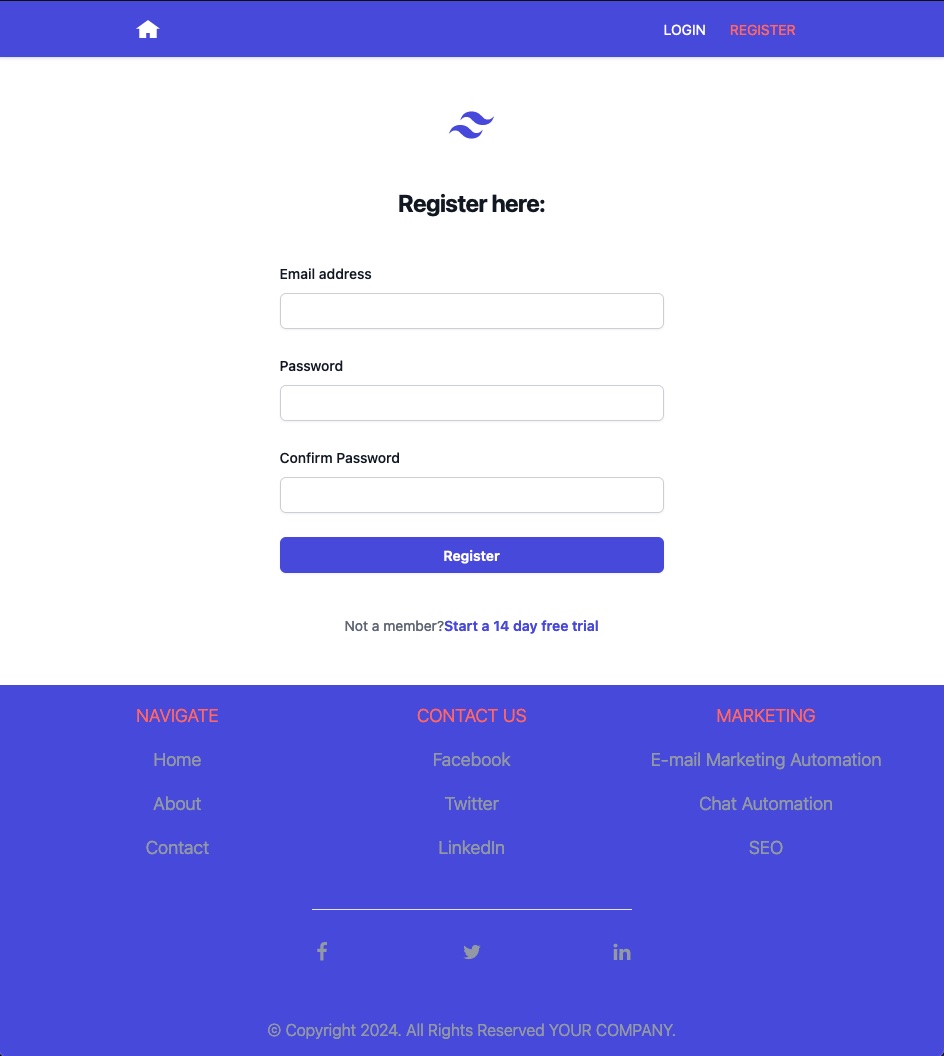 LOGIN REGISTER
Register here:
Email address
Password
Confirm Password
Register
Not a member?Start a 14 day free trial
NAVIGATE CONTACT US MARKETING
Home Facebook E-mail Marketing Automation
About Twitter Chat Automation
Contact LinkedIn SEO
© Copyright 2024. All Rights Reserved YOUR COMPANY.